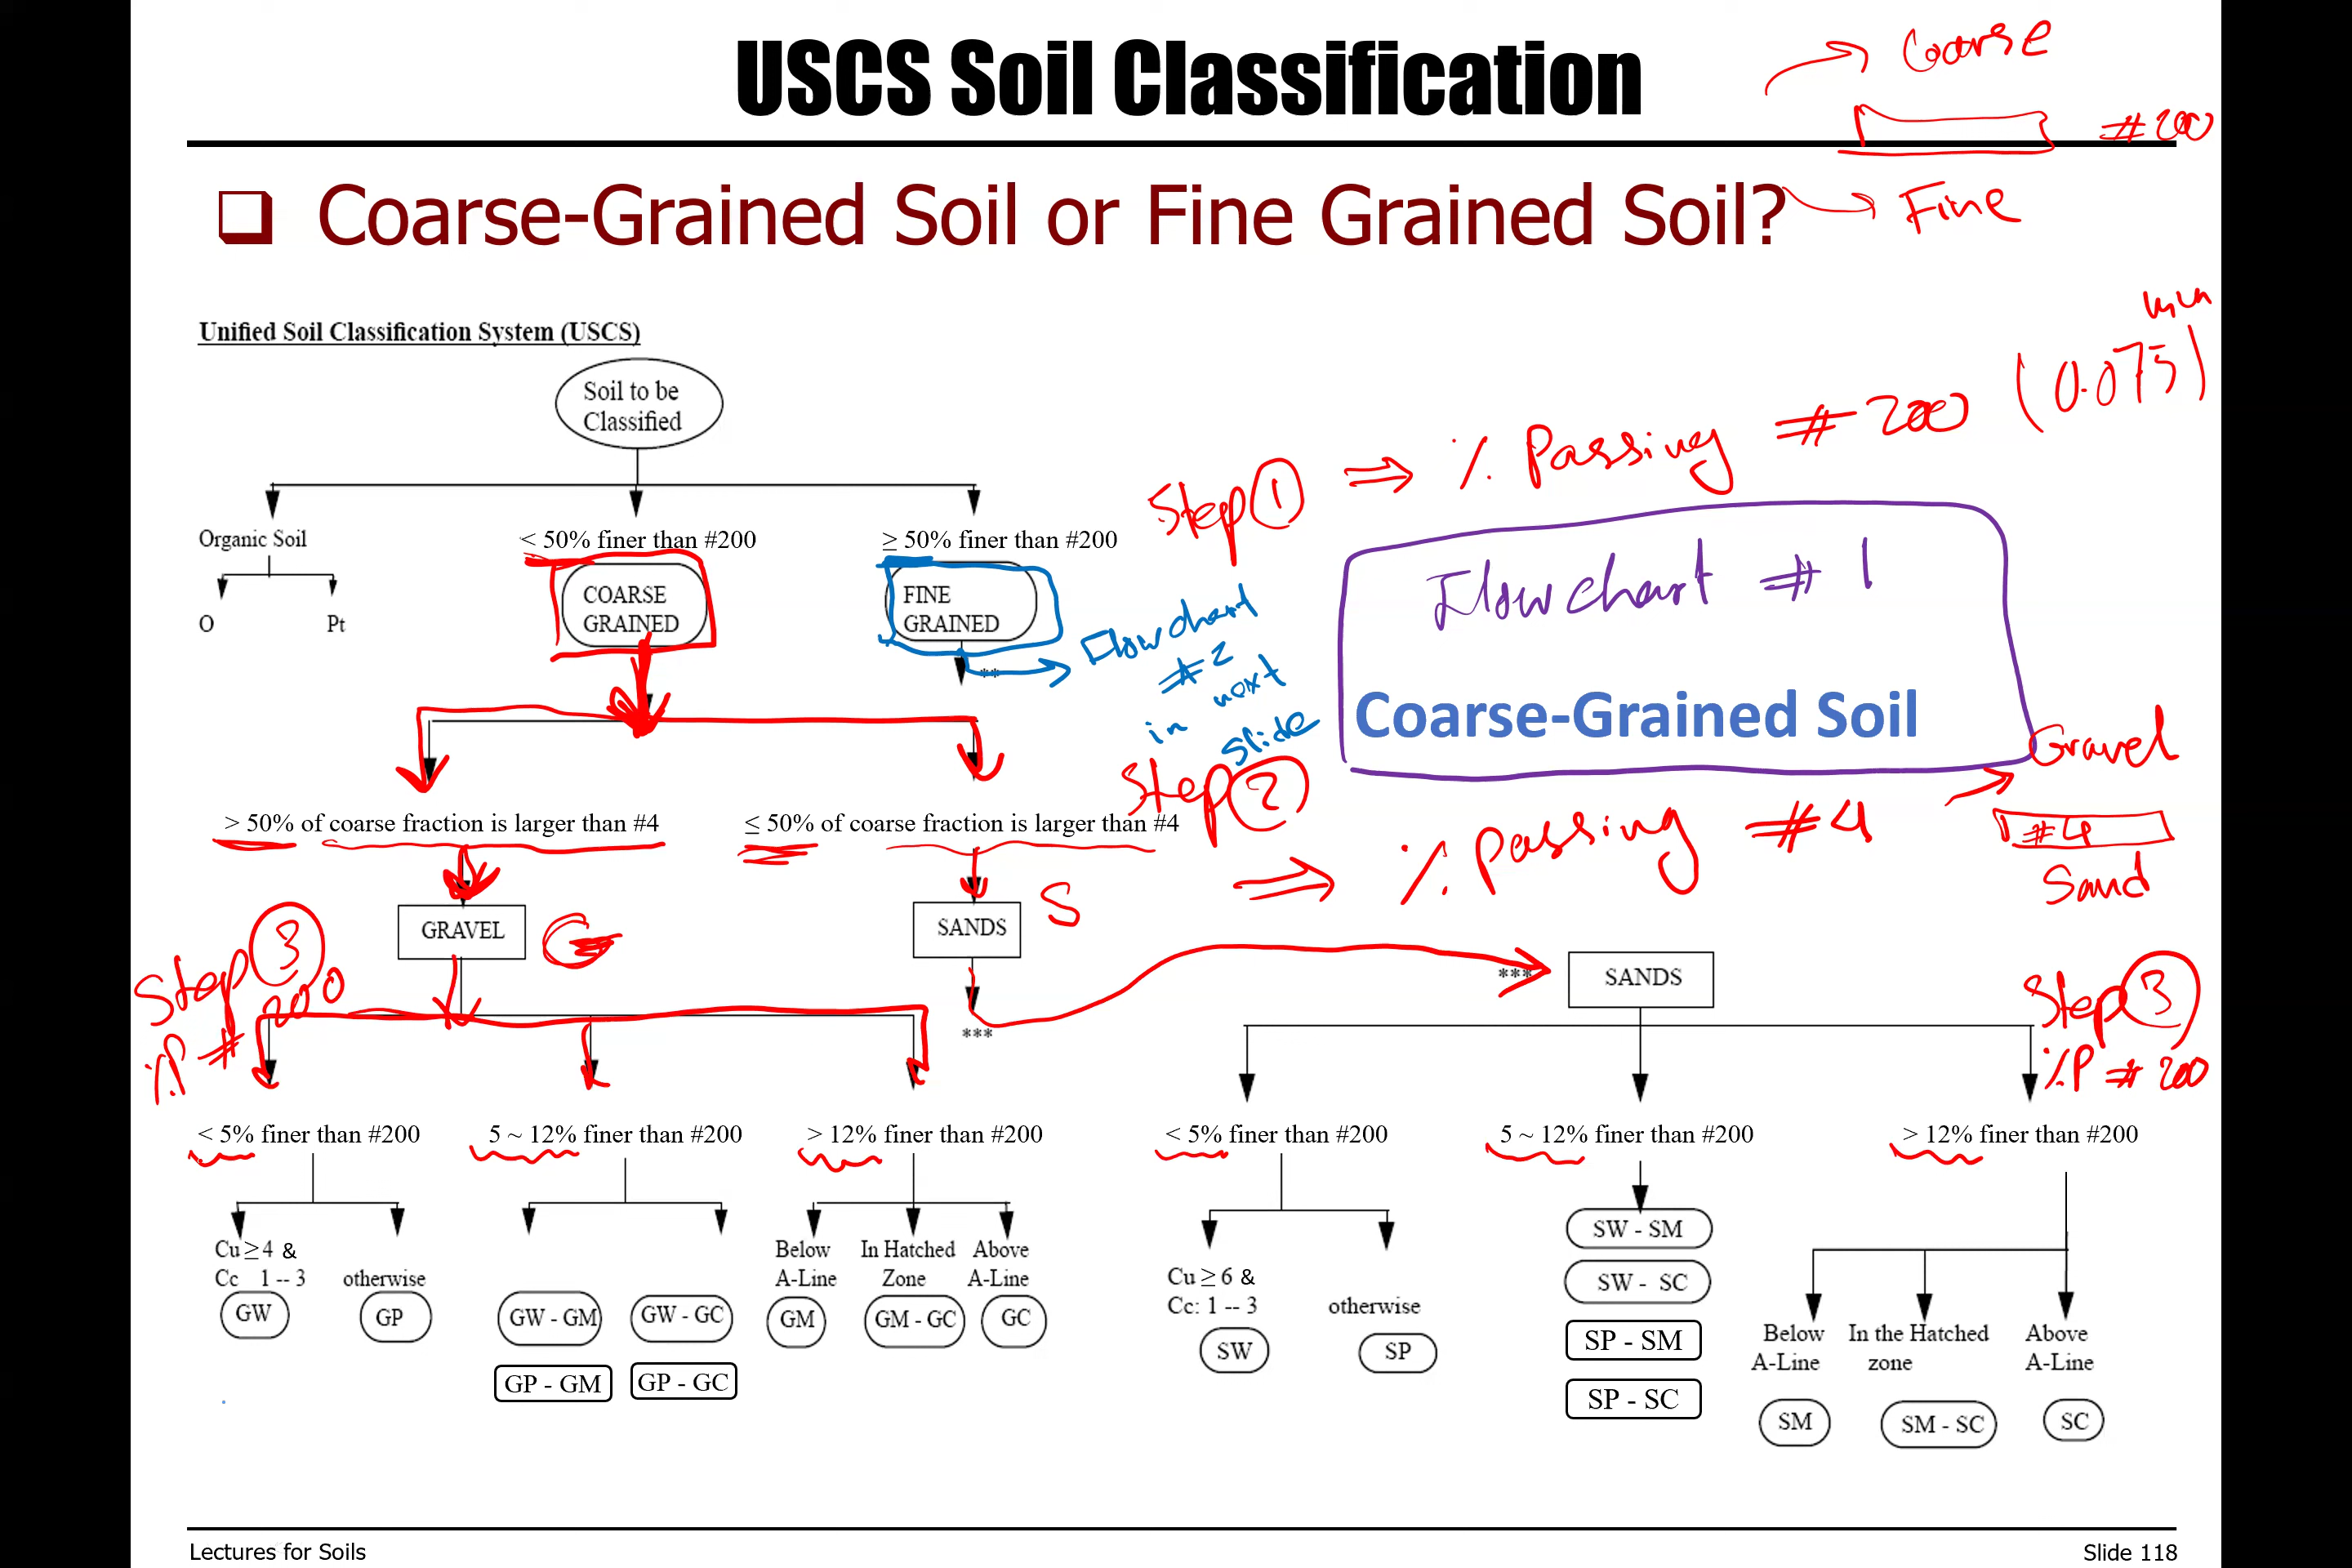 USCS Soil Classification
Coarse
#200
Fine
Coarse-Grained Soil or Fine Grained Soil?
Unified Soil Classification System (USCS)
Soil to be
Classified
mm
Step 1 ⇒ % Passing #200 (0.075)
Organic Soil
O Pt
< 50% finer than #200
COARSE
GRAINED
≥ 50% finer than #200
FINE
GRAINED
**
Flow chart
#2
in next
slide
Flow chart #1
Coarse-Grained Soil
Step 2 ⇒ % Passing #4
Gravel
#4
Sand
> 50% of coarse fraction is larger than #4
≤ 50% of coarse fraction is larger than #4
GRAVEL G
SANDS S
***
*** SANDS
Step 3
%P #200
Step 3
%P #200
< 5% finer than #200
5 ~ 12% finer than #200
> 12% finer than #200
< 5% finer than #200
5 ~ 12% finer than #200
> 12% finer than #200
Cu ≥ 4 &
Cc 1 -- 3
GW
otherwise
GP
GW - GM
GW - GC
GP - GM
GP - GC
Below
A-Line
GM
In Hatched
Zone
GM - GC
Above
A-Line
GC
Cu ≥ 6 &
Cc: 1 -- 3
SW
otherwise
SP
SW - SM
SW - SC
SP - SM
SP - SC
Below
A-Line
SM
In the Hatched
zone
SM - SC
Above
A-Line
SC
Lectures for Soils
Slide 118